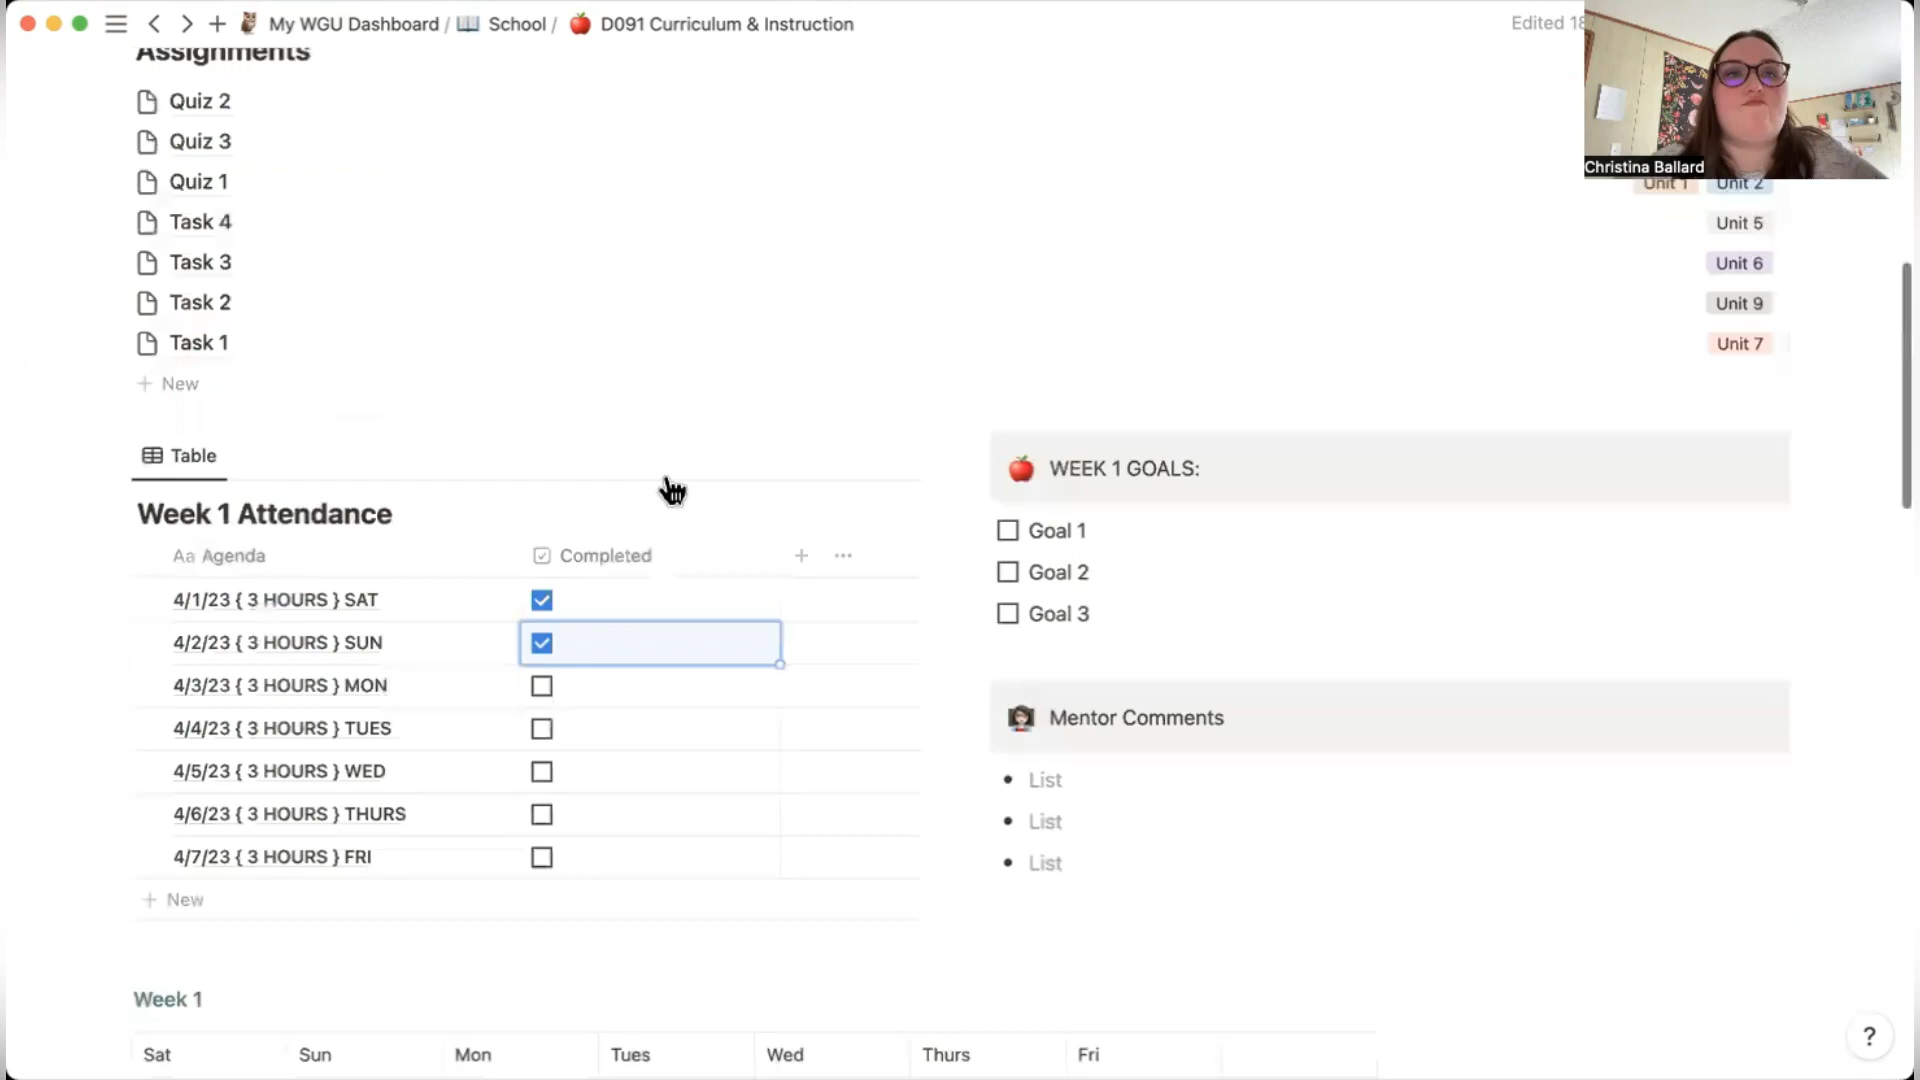 My WGU Dashboard / School / D091 Curriculum & Instruction
Edited
Christina Ballard
Assignments
Quiz 2
Quiz 3
Quiz 1
Unit 1 Unit 2
Task 4
Unit 5
Task 3
Unit 6
Task 2
Unit 9
Task 1
Unit 7
+ New
Table
Week 1 Attendance
Aa Agenda
Completed
+ ...
4/1/23 { 3 HOURS } SAT
4/2/23 { 3 HOURS } SUN
4/3/23 { 3 HOURS } MON
4/4/23 { 3 HOURS } TUES
4/5/23 { 3 HOURS } WED
4/6/23 { 3 HOURS } THURS
4/7/23 { 3 HOURS } FRI
+ New
WEEK 1 GOALS:
Goal 1
Goal 2
Goal 3
Mentor Comments
• List
• List
• List
Week 1
Sat Sun Mon Tues Wed Thurs Fri
?